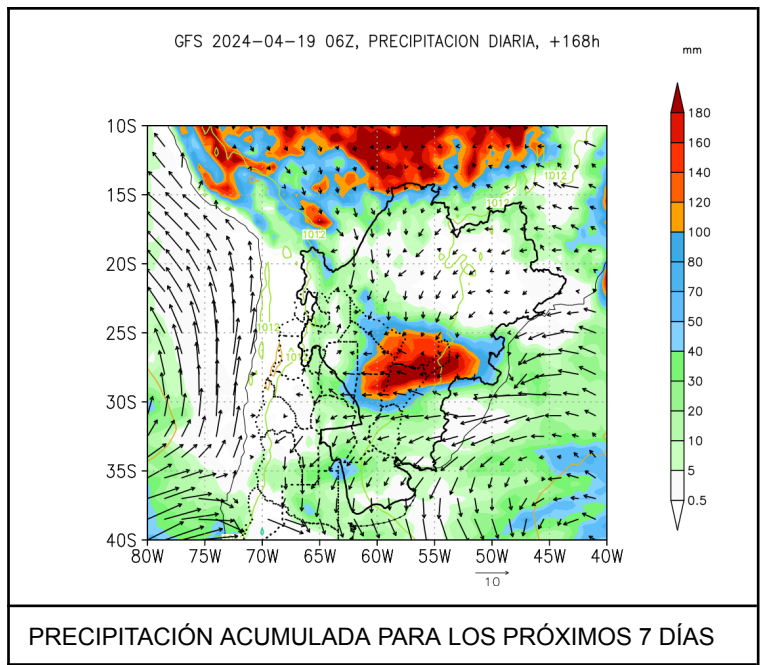 GFS 2024-04-19 06Z, PRECIPITACION DIARIA, +168h
mm
180
160
140
120
100
80
70
50
40
30
20
10
5
0.5
10S
15S
20S
25S
30S
35S
40S
1012
1012
1012
1012
80W 75W 70W 65W 60W 55W 50W 45W 40W
10
PRECIPITACIÓN ACUMULADA PARA LOS PRÓXIMOS 7 DÍAS